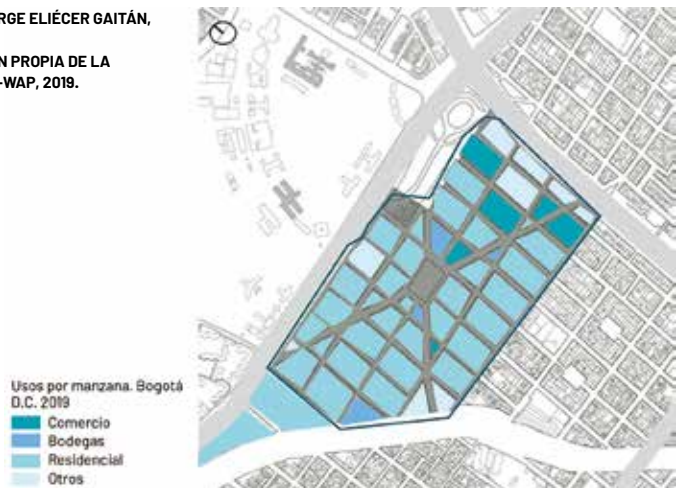 RGE ELIÉCER GAITÁN,
N PROPIA DE LA
-WAP, 2019.
Usos por manzana. Bogotá
D.C. 2019
Comercio
Bodegas
Residencial
Otros